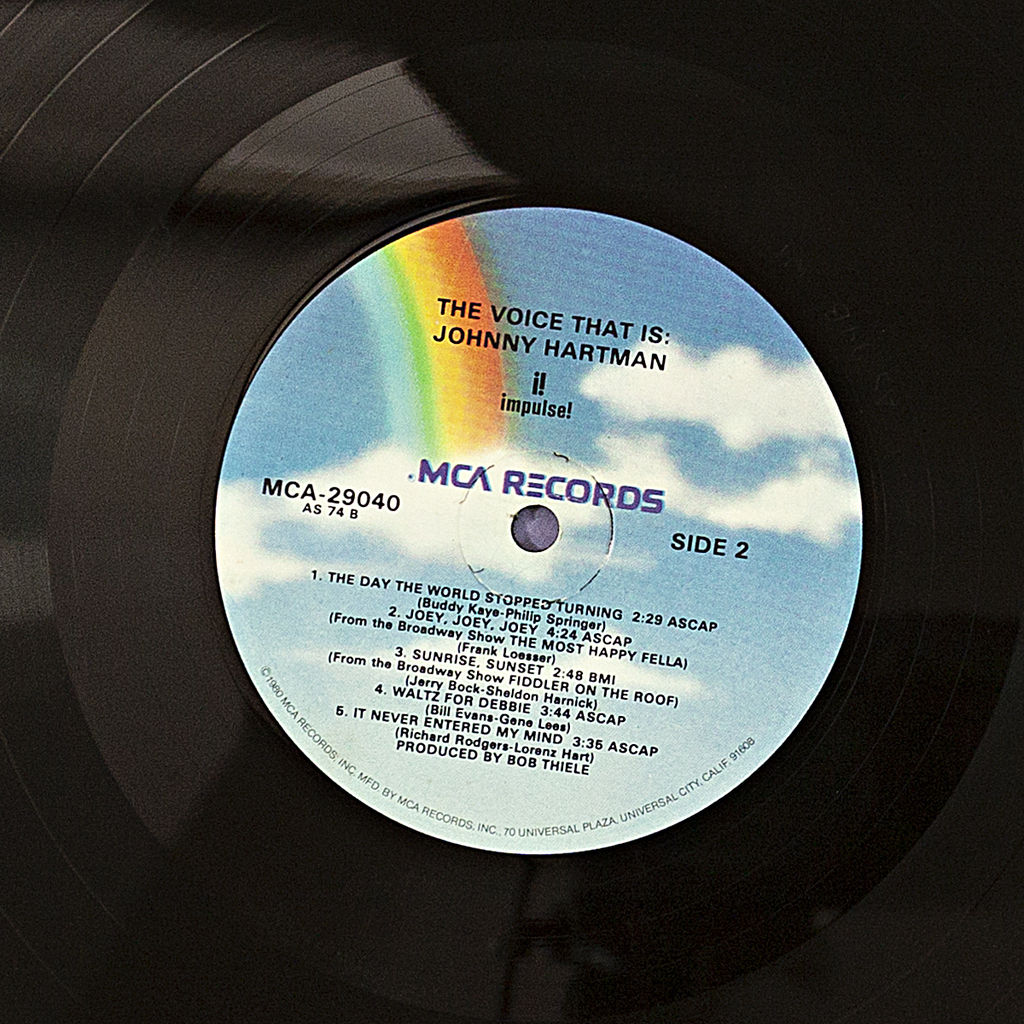 THE VOICE THAT IS:
JOHNNY HARTMAN
i!
impulse!
MCA RECORDS
MCA-29040
AS 74 B
SIDE 2
1. THE DAY THE WORLD STOPPED TURNING 2:29 ASCAP
(Buddy Kaye-Philip Springer)
2. JOEY, JOEY, JOEY 4:24 ASCAP
(From the Broadway Show THE MOST HAPPY FELLA)
(Frank Loesser)
3. SUNRISE, SUNSET 2:48 BMI
(From the Broadway Show FIDDLER ON THE ROOF)
(Jerry Bock-Sheldon Harnick)
4. WALTZ FOR DEBBIE 3:44 ASCAP
(Bill Evans-Gene Lees)
5. IT NEVER ENTERED MY MIND 3:35 ASCAP
(Richard Rodgers-Lorenz Hart)
PRODUCED BY BOB THIELE
©1980 MCA RECORDS, INC. MFD. BY MCA RECORDS, INC., 70 UNIVERSAL PLAZA, UNIVERSAL CITY, CALIF. 91608